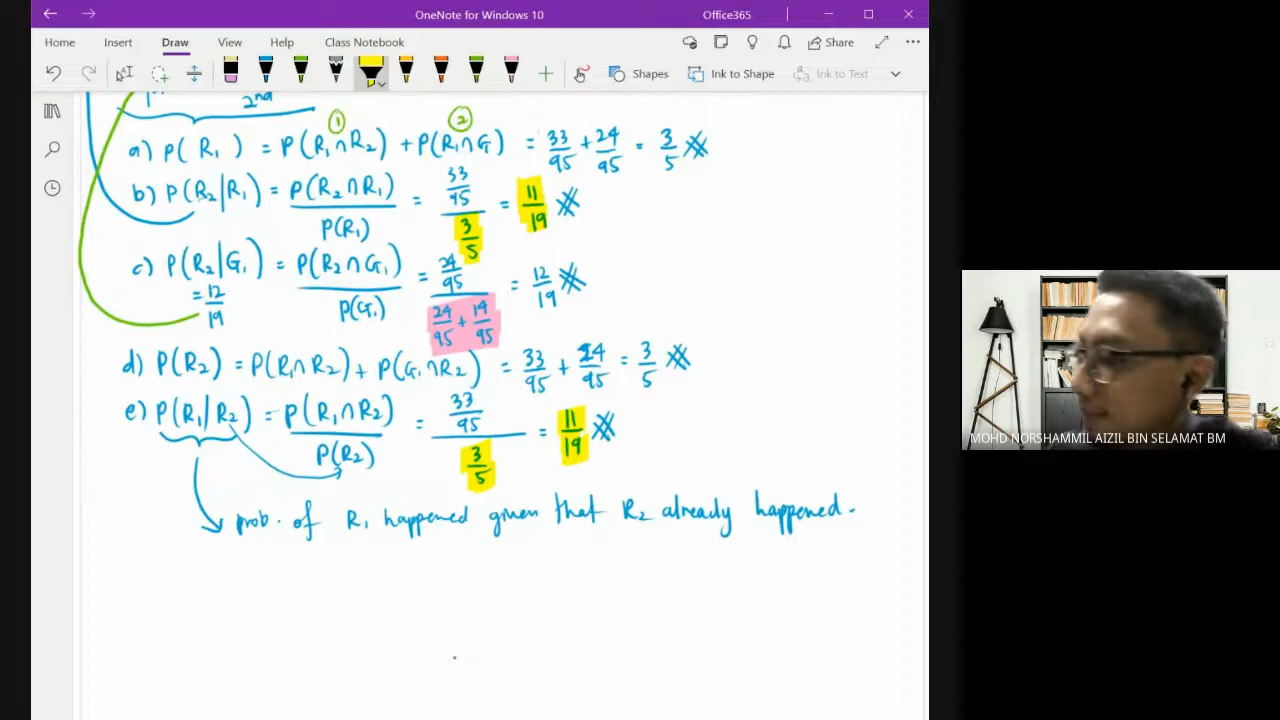 OneNote for Windows 10
Office365
Home Insert Draw View Help Class Notebook
Share
Shapes Ink to Shape Ink to Text
2nd
① ②
a) P( R₁ ) = P(R₁∩R₂) + P(R₁∩G) = 33/95 + 24/95 = 3/5
b) P(R₂|R₁) = P(R₂∩R₁)/P(R₁) = (33/95)/(3/5) = 11/19
c) P(R₂|G₁) = P(R₂∩G₁)/P(G₁) = (24/95)/(24/95 + 14/95) = 12/19
= 12/19
d) P(R₂) = P(R₁∩R₂) + P(G₁∩R₂) = 33/95 + 24/95 = 3/5
e) P(R₁|R₂) = P(R₁∩R₂)/P(R₂) = (33/95)/(3/5) = 11/19
prob. of R₁ happened given that R₂ already happened.
MOHD NORSHAMMIL AIZIL BIN SELAMAT BM